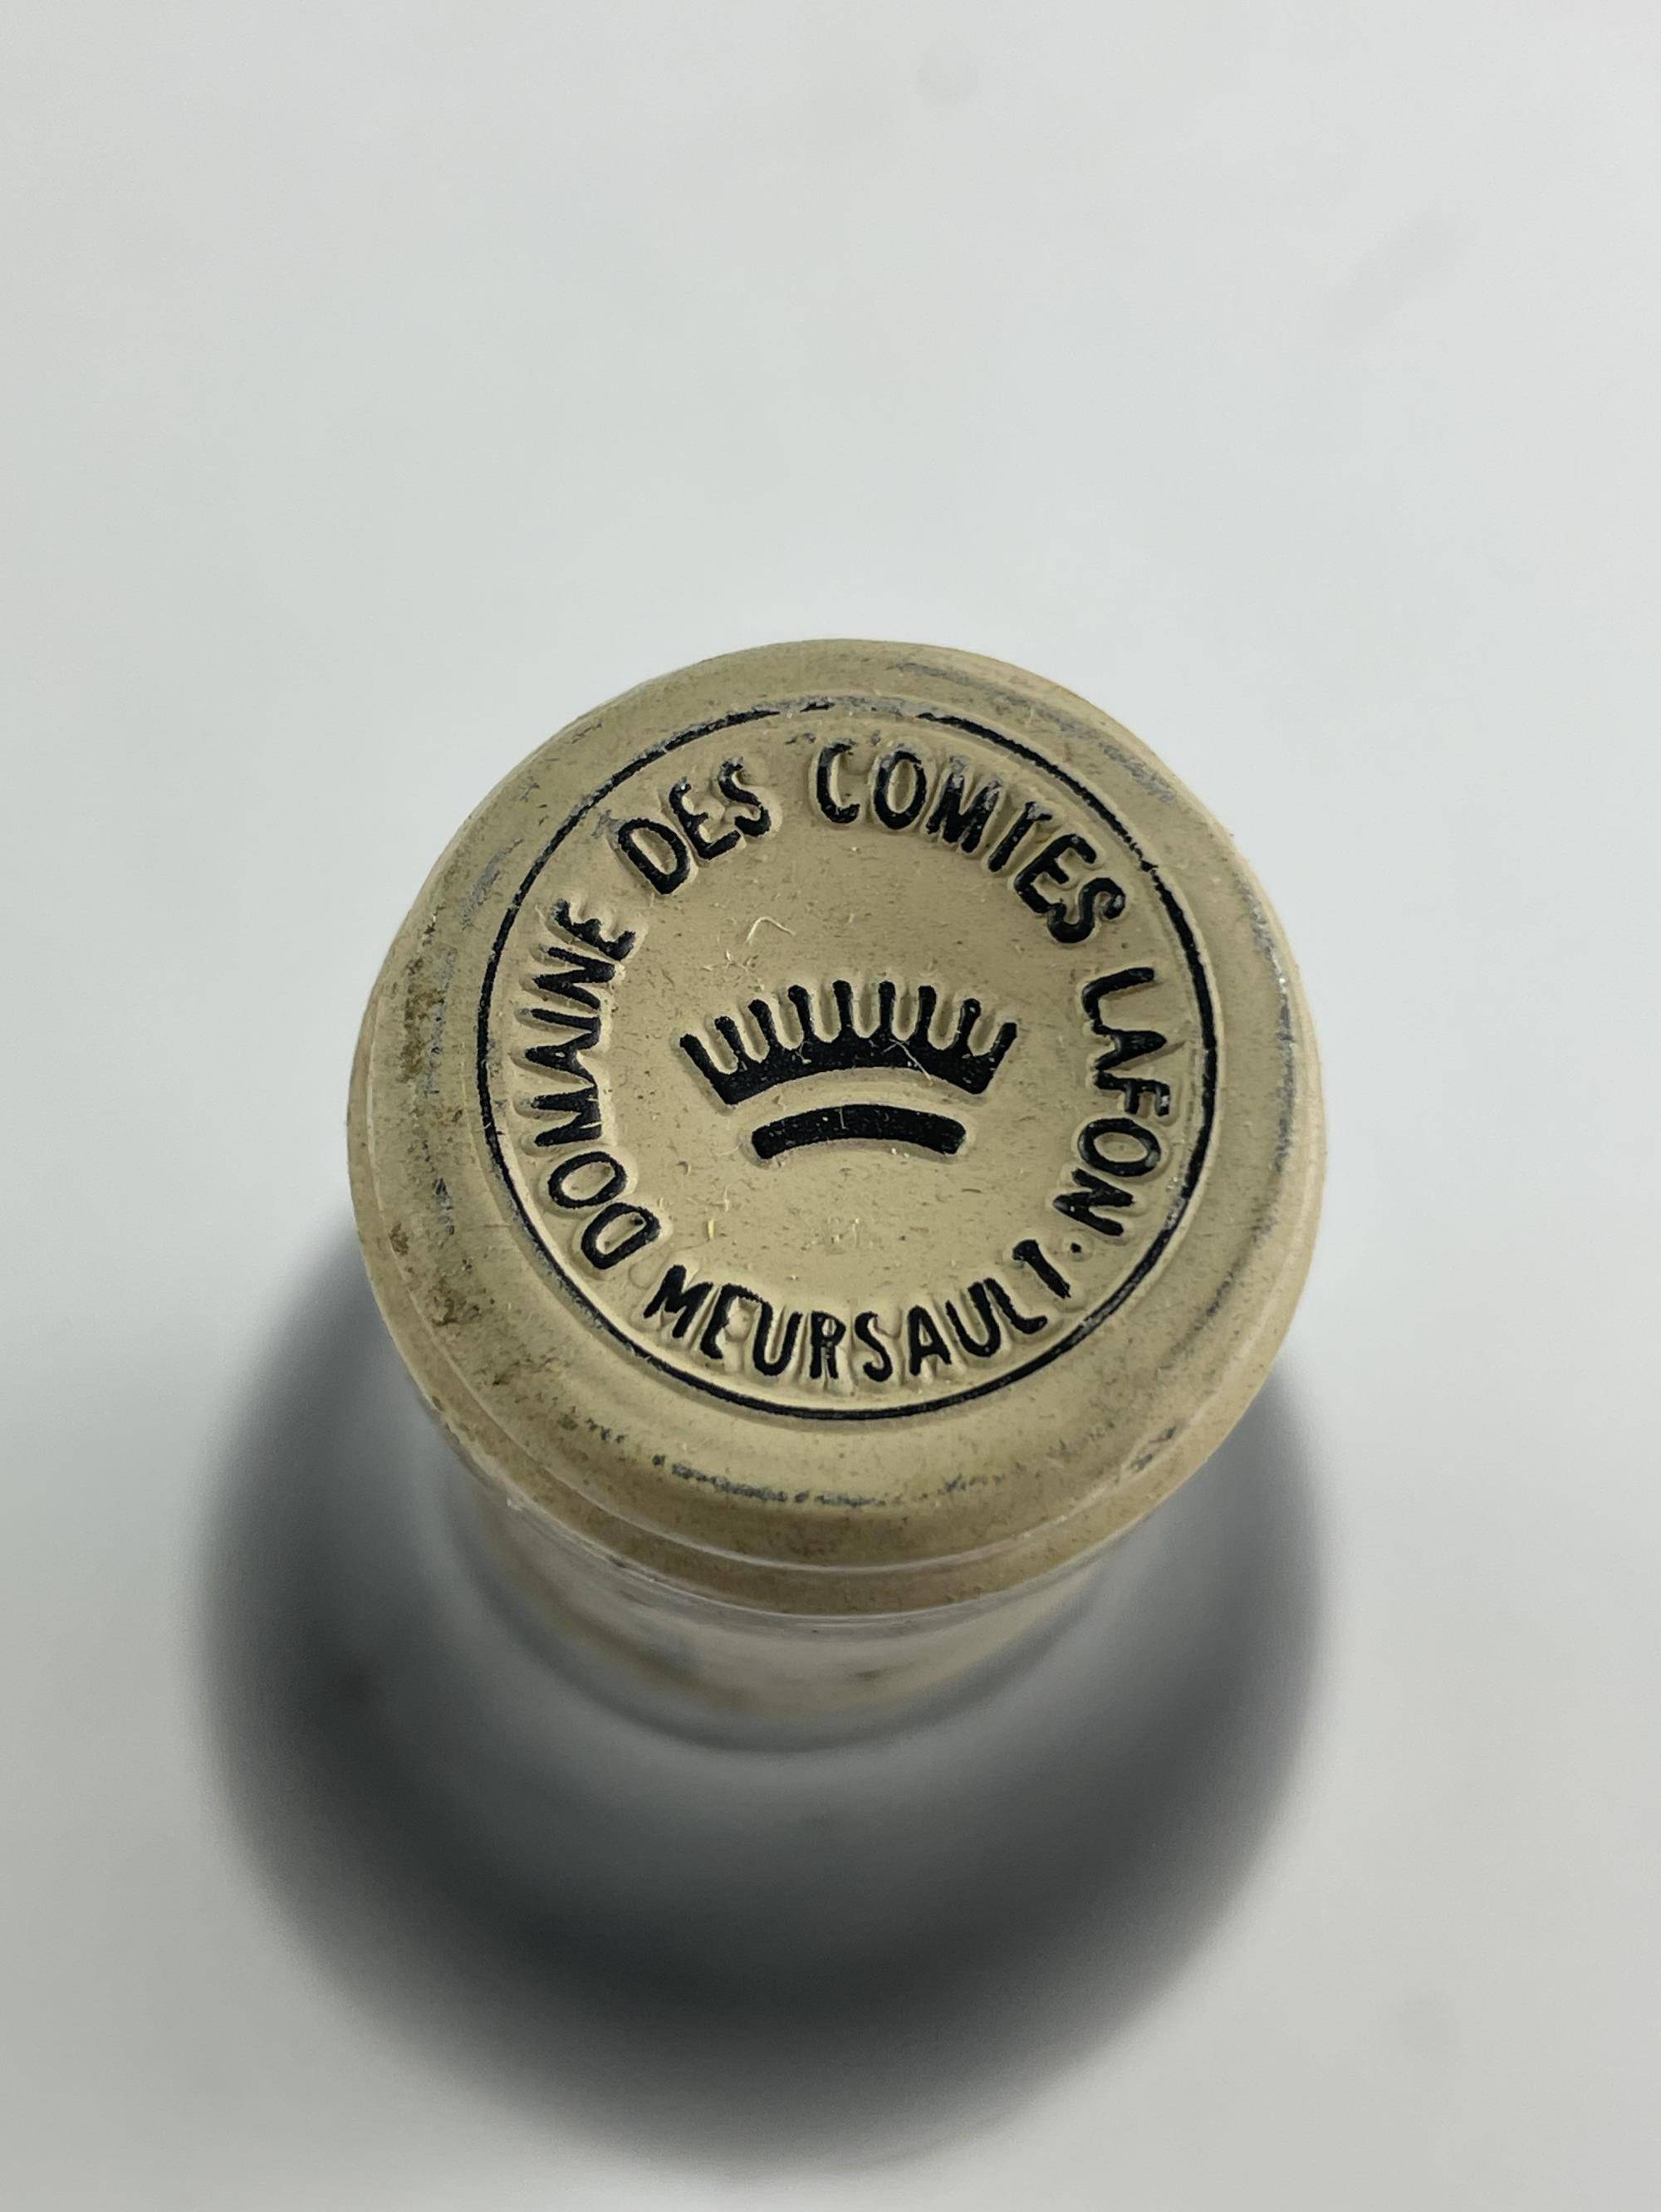 DOMAINE DES COMTES LAFON ·
MEURSAULT